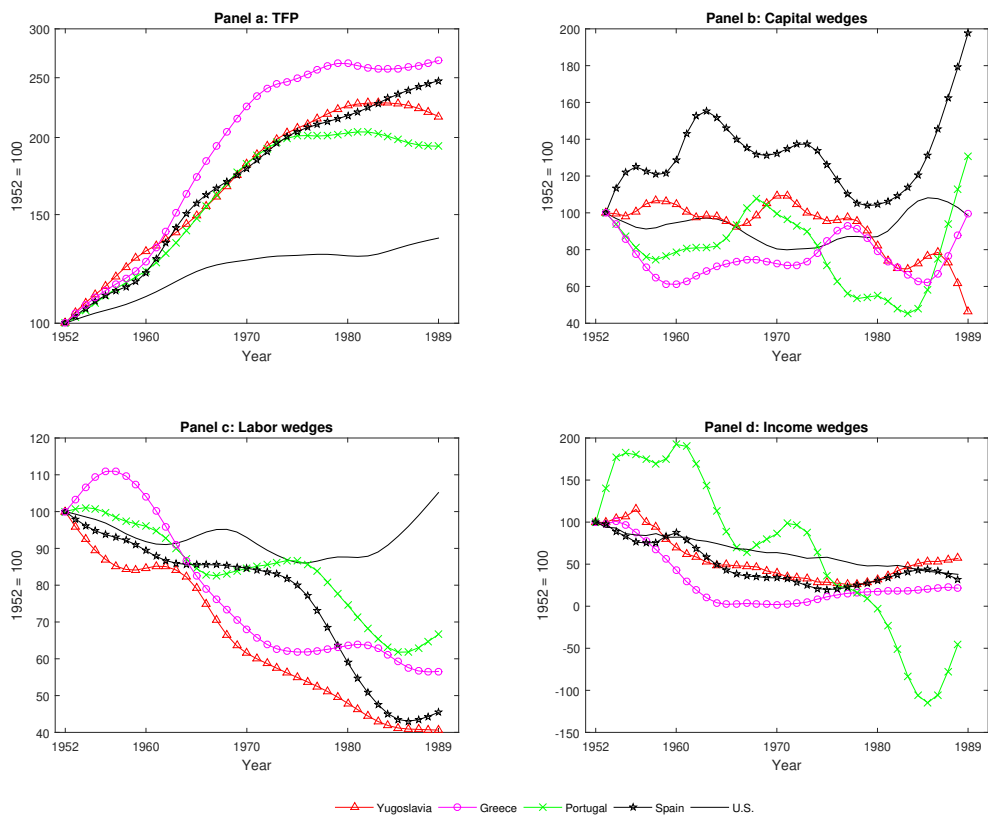 Panel a: TFP
300
250
200
150
100
1952 = 100
1952 1960 1970 1980 1989
Year
Panel b: Capital wedges
200
180
160
140
120
100
80
60
40
1952 = 100
1952 1960 1970 1980 1989
Year
Panel c: Labor wedges
120
110
100
90
80
70
60
50
40
1952 = 100
1952 1960 1970 1980 1989
Year
Panel d: Income wedges
200
150
100
50
0
-50
-100
-150
1952 = 100
1952 1960 1970 1980 1989
Year
Yugoslavia Greece Portugal Spain U.S.